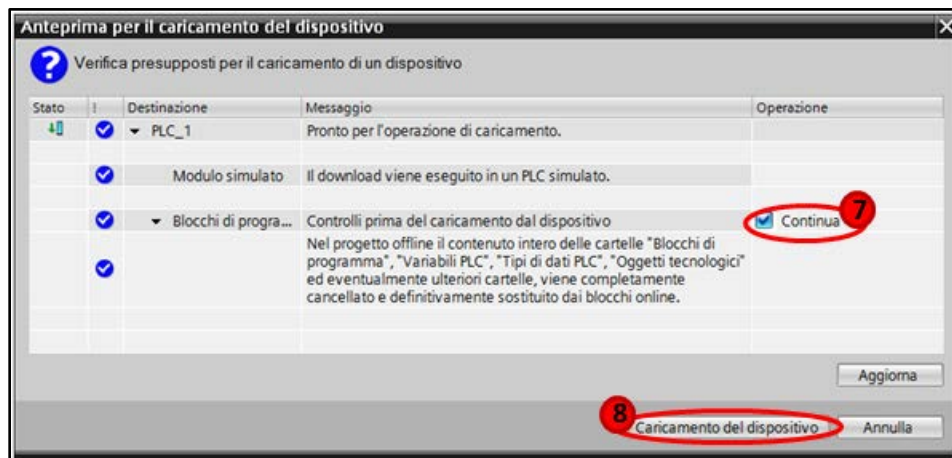 Anteprima per il caricamento del dispositivo
Verifica presupposti per il caricamento di un dispositivo
Stato ! Destinazione Messaggio Operazione
PLC_1 Pronto per l'operazione di caricamento.
Modulo simulato Il download viene eseguito in un PLC simulato.
Blocchi di progra... Controlli prima del caricamento dal dispositivo Continua 7
Nel progetto offline il contenuto intero delle cartelle "Blocchi di
programma", "Variabili PLC", "Tipi di dati PLC", "Oggetti tecnologici"
ed eventualmente ulteriori cartelle, viene completamente
cancellato e definitivamente sostituito dai blocchi online.
Aggiorna
8 Caricamento del dispositivo Annulla